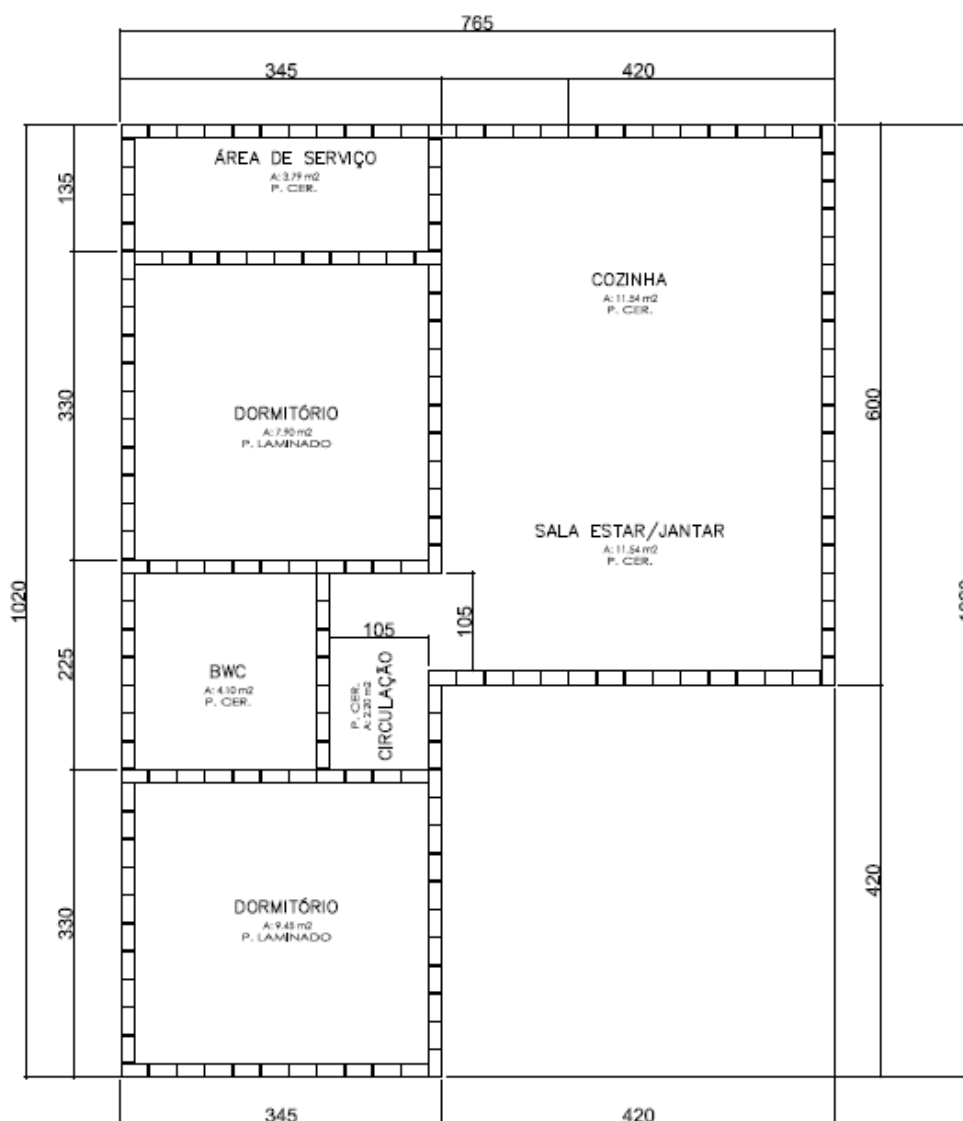 765
345
420
ÁREA DE SERVIÇO
A: 3.79 m2
P. CER.
135
COZINHA
A: 11.54 m2
P. CER.
330
DORMITÓRIO
A: 7.90 m2
P. LAMINADO
600
SALA ESTAR/JANTAR
A: 11.54 m2
P. CER.
1020
105
105
225
BWC
A: 4.10 m2
P. CER.
CIRCULAÇÃO
A: 2.20 m2
P. CER.
420
330
DORMITÓRIO
A: 9.45 m2
P. LAMINADO
345
420